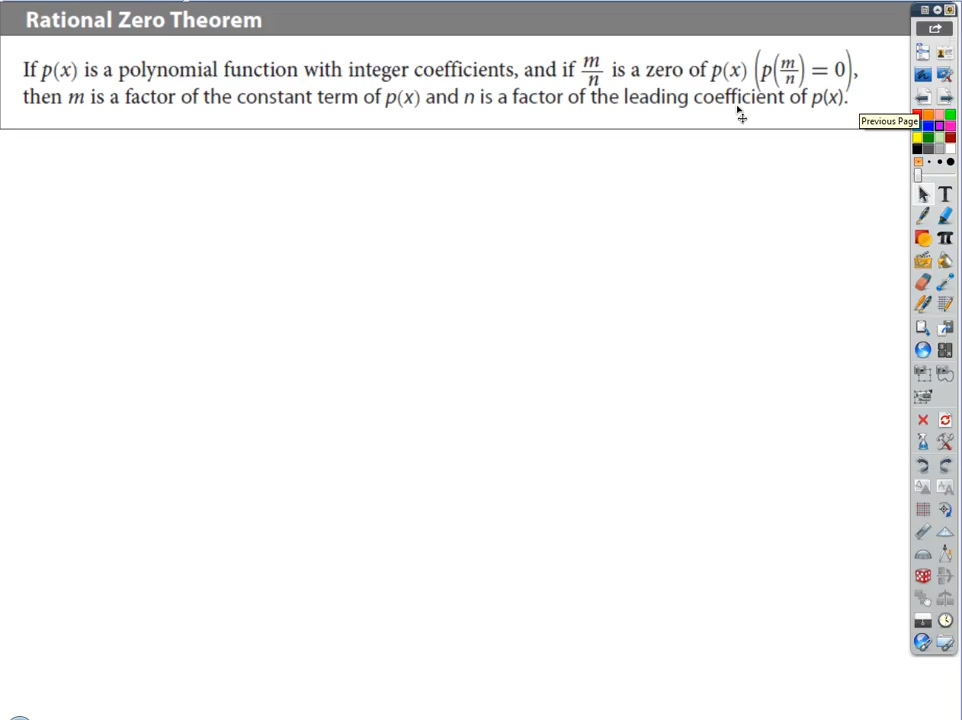 Rational Zero Theorem
If p(x) is a polynomial function with integer coefficients, and if m/n is a zero of p(x) (p(m/n) = 0),
then m is a factor of the constant term of p(x) and n is a factor of the leading coefficient of p(x).
Previous Page
T